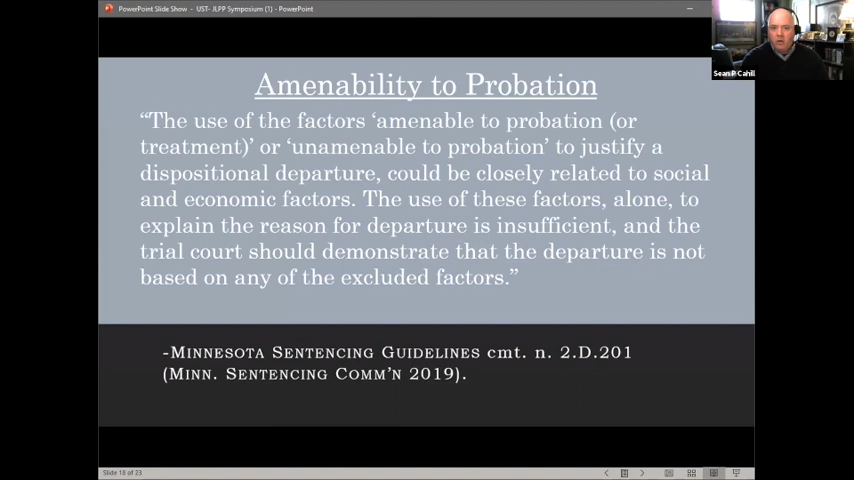 PowerPoint Slide Show - UST- JLPP Symposium (1) - PowerPoint
Sean P Cahill
Amenability to Probation
“The use of the factors ‘amenable to probation (or
treatment)’ or ‘unamenable to probation’ to justify a
dispositional departure, could be closely related to social
and economic factors. The use of these factors, alone, to
explain the reason for departure is insufficient, and the
trial court should demonstrate that the departure is not
based on any of the excluded factors.”
-Minnesota Sentencing Guidelines cmt. n. 2.D.201
(Minn. Sentencing Comm’n 2019).
Slide 18 of 23